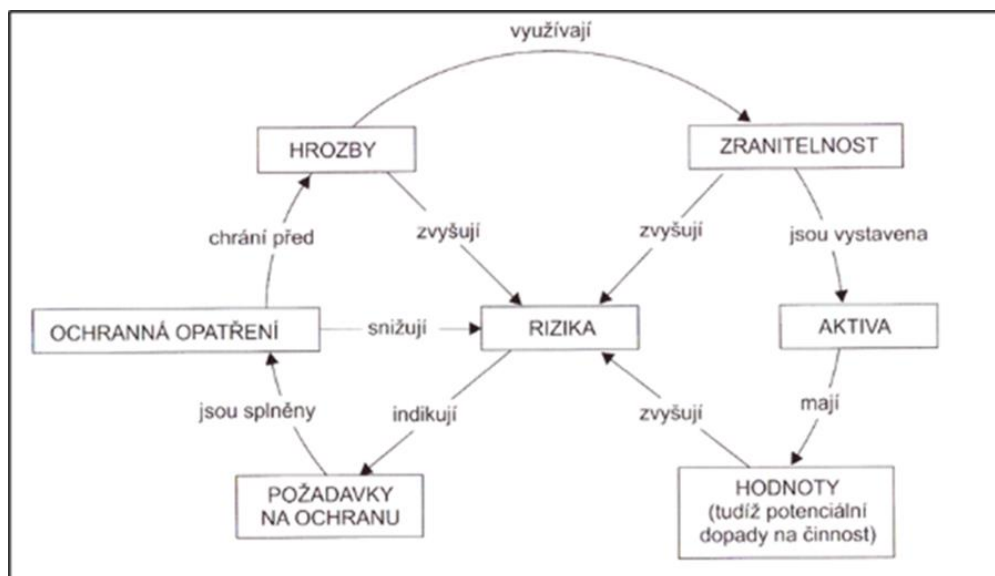 využívají
HROZBY
ZRANITELNOST
chrání před
zvyšují
zvyšují
jsou vystavena
OCHRANNÁ OPATŘENÍ
snižují
RIZIKA
AKTIVA
jsou splněny
indikují
zvyšují
mají
POŽADAVKY
NA OCHRANU
HODNOTY
(tudíž potenciální
dopady na činnost)